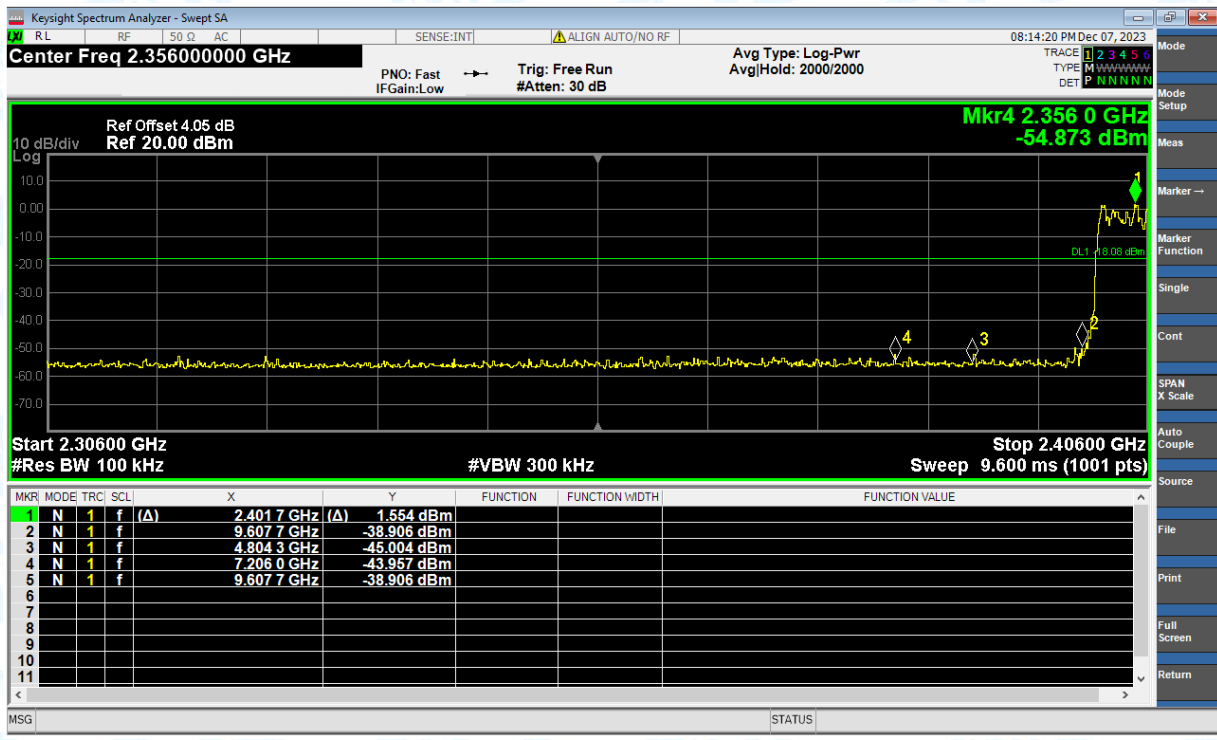 Keysight Spectrum Analyzer - Swept SA
LXI RL RF 50 Ω AC SENSE:INT ALIGN AUTO/NO RF 08:14:20 PM Dec 07, 2023
Center Freq 2.356000000 GHz
PNO: Fast
IFGain:Low
Trig: Free Run
#Atten: 30 dB
Avg Type: Log-Pwr
Avg|Hold: 2000/2000
TRACE 1 2 3 4 5 6
TYPE M WWWWW
DET P N N N N N
Mkr4 2.356 0 GHz
-54.873 dBm
Ref Offset 4.05 dB
10 dB/div Ref 20.00 dBm
Log
10.0
0.00
-10.0
-20.0
-30.0
-40.0
-50.0
-60.0
-70.0
1
DL1 -18.08 dBm
2
4
3
Start 2.30600 GHz Stop 2.40600 GHz
#Res BW 100 kHz #VBW 300 kHz Sweep 9.600 ms (1001 pts)
MKR MODE TRC SCL X Y FUNCTION FUNCTION WIDTH FUNCTION VALUE
1 N 1 f (Δ) 2.401 7 GHz (Δ) 1.554 dBm
2 N 1 f 9.607 7 GHz -38.906 dBm
3 N 1 f 4.804 3 GHz -45.004 dBm
4 N 1 f 7.206 0 GHz -43.957 dBm
5 N 1 f 9.607 7 GHz -38.906 dBm
6
7
8
9
10
11
MSG STATUS
Mode
Mode
Setup
Meas
Marker →
Marker
Function
Single
Cont
SPAN
X Scale
Auto
Couple
Source
File
Print
Full
Screen
Return